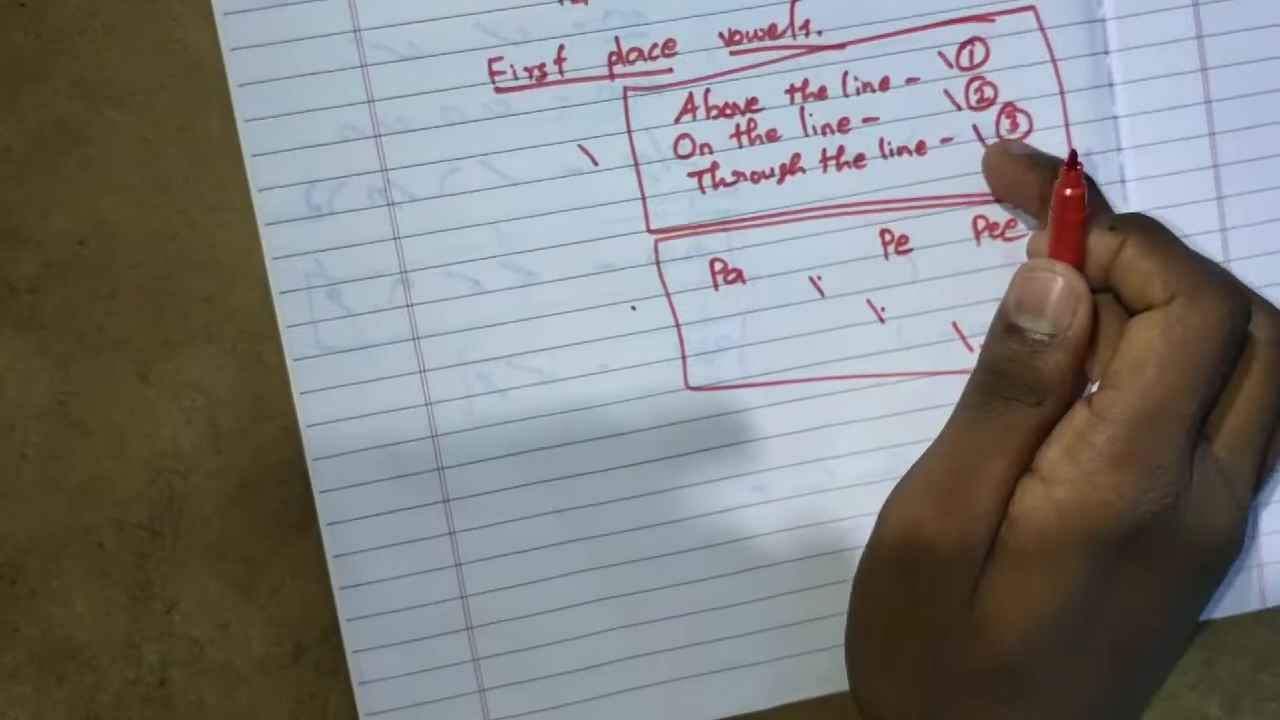 First place vowels.
Above the line - \ ①
On the line - \ ②
Through the line - \ ③
Pa Pe Pee